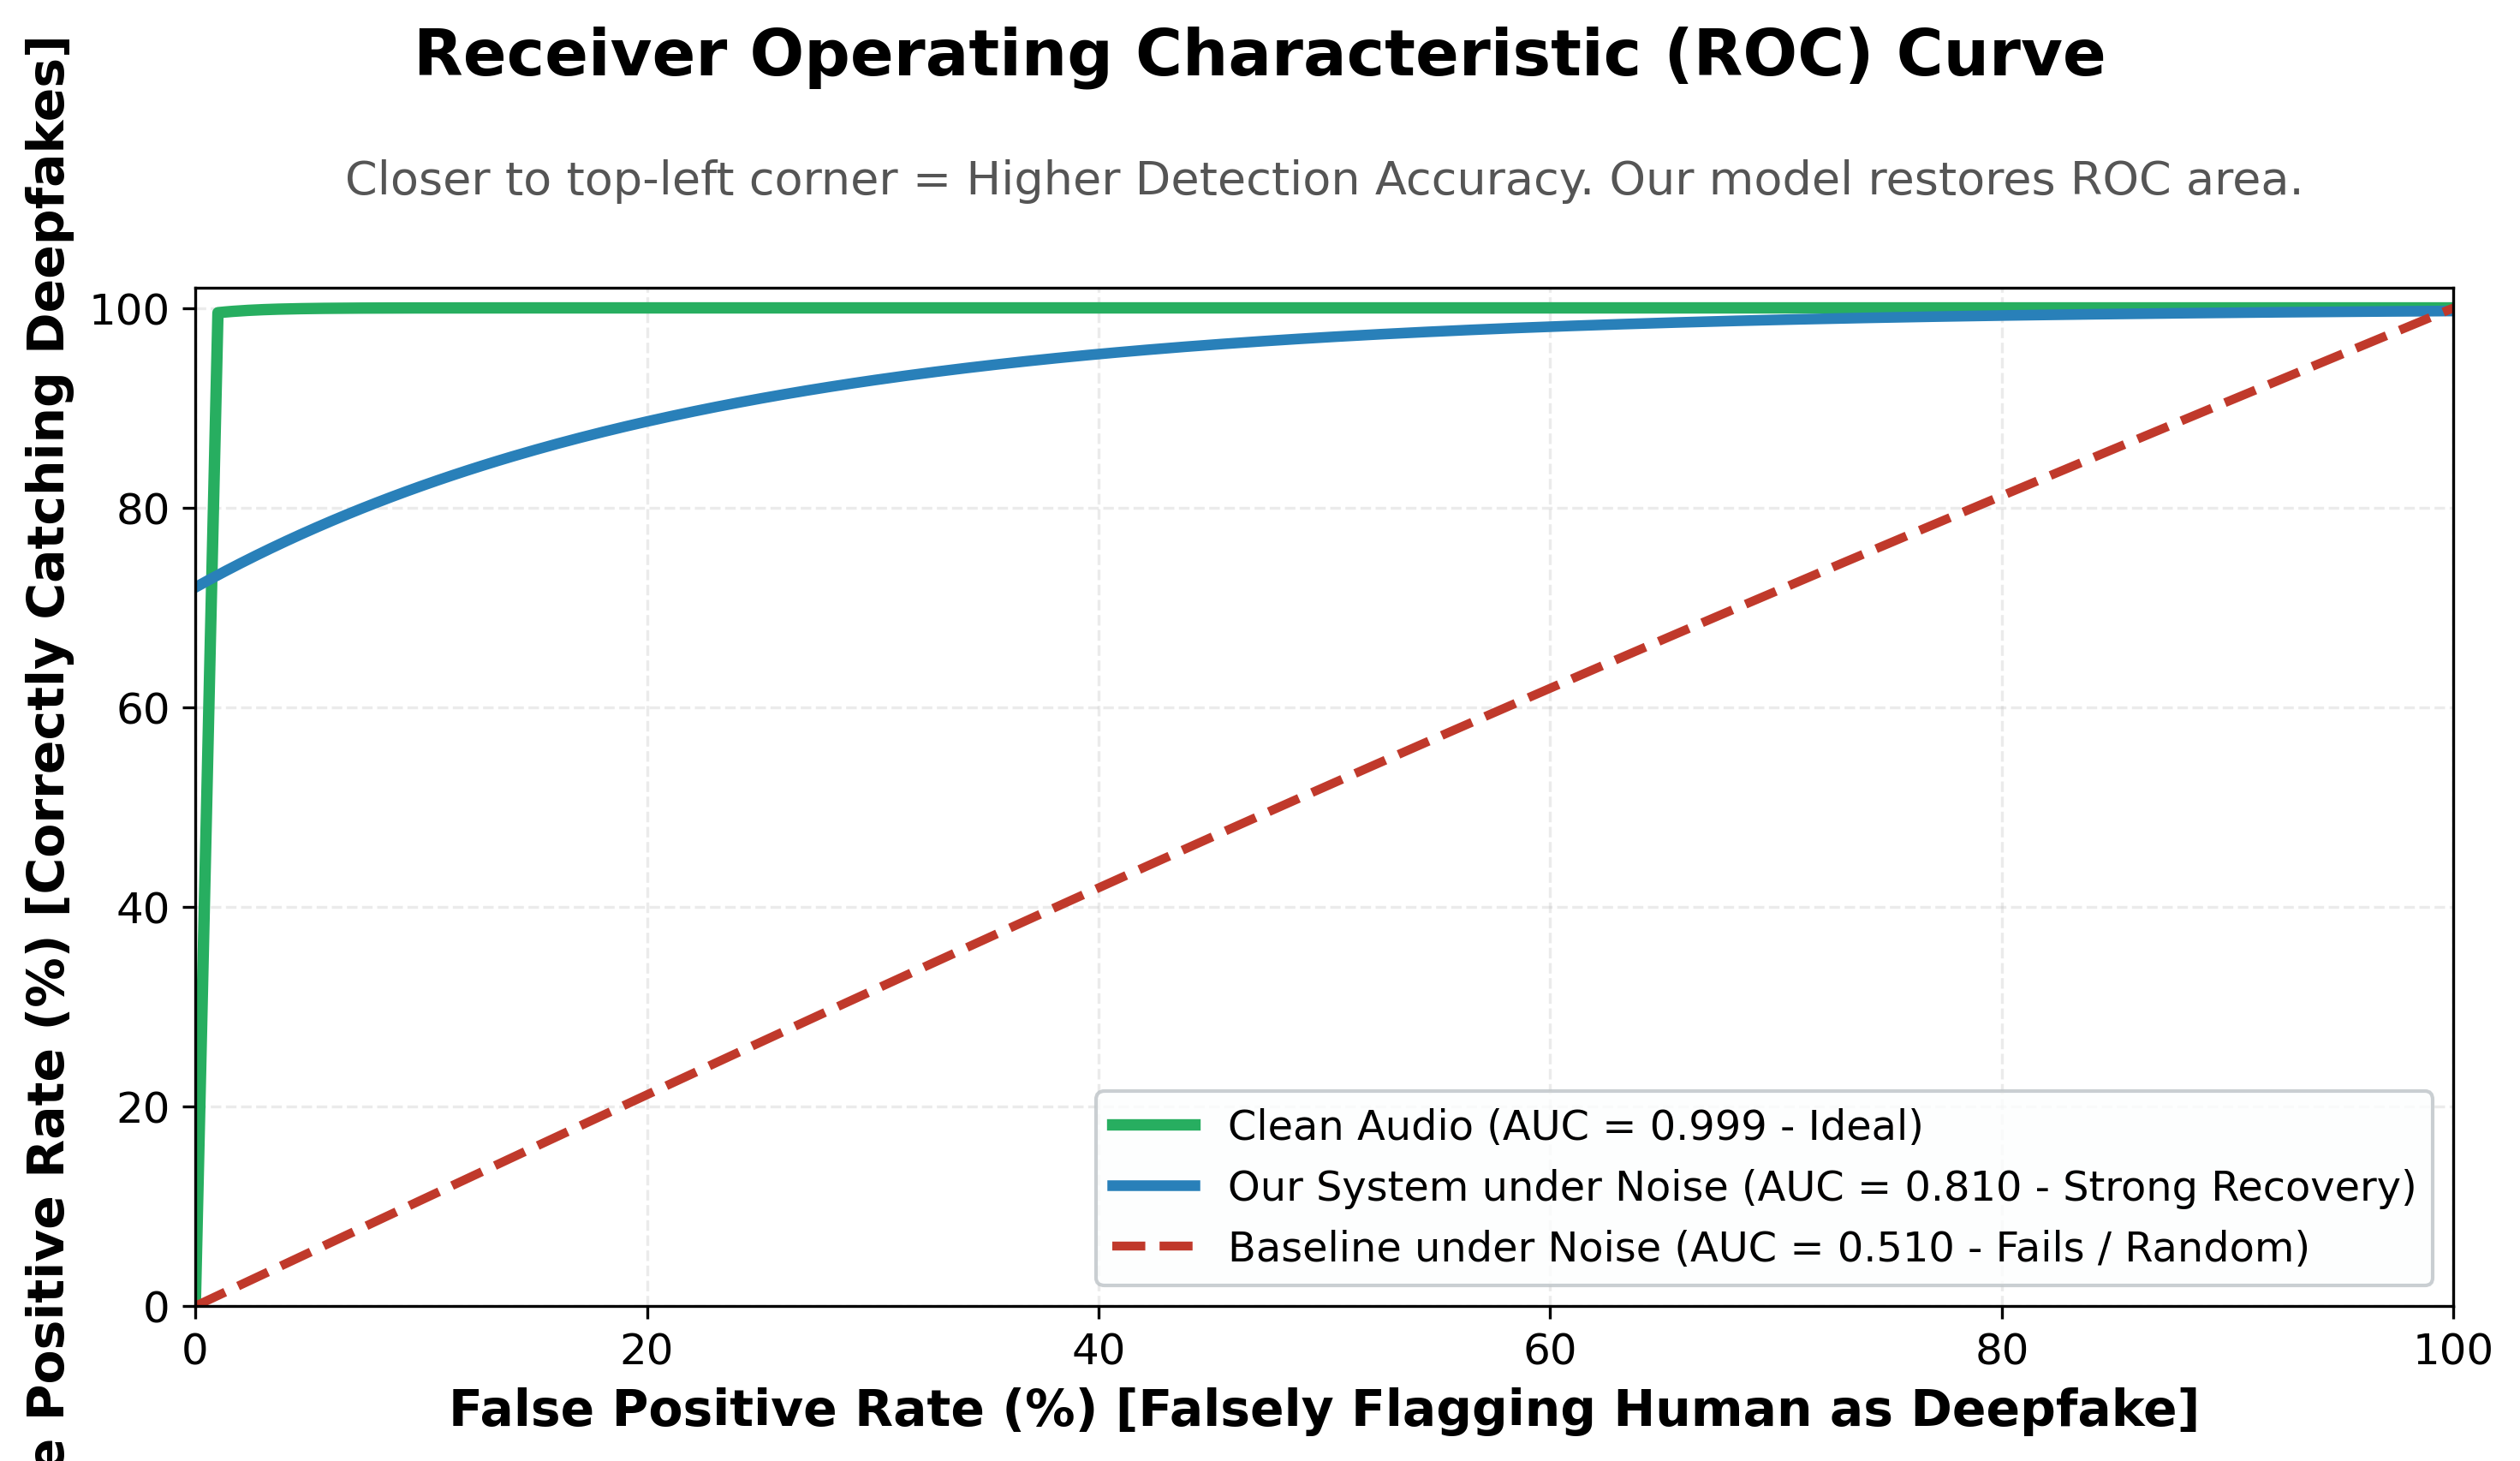 Receiver Operating Characteristic (ROC) Curve
Closer to top-left corner = Higher Detection Accuracy. Our model restores ROC area.
e Positive Rate (%) [Correctly Catching Deepfakes]
100
80
60
40
20
0
Clean Audio (AUC = 0.999 - Ideal)
Our System under Noise (AUC = 0.810 - Strong Recovery)
Baseline under Noise (AUC = 0.510 - Fails / Random)
0 20 40 60 80 100
False Positive Rate (%) [Falsely Flagging Human as Deepfake]